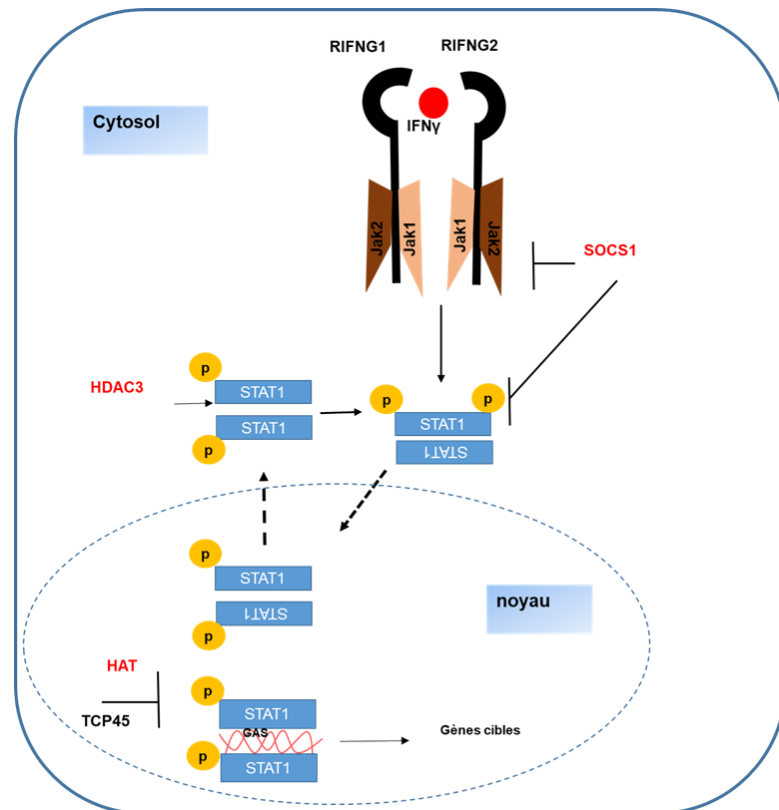 RIFNG1
RIFNG2
Cytosol
IFNγ
Jak2
Jak1
Jak1
Jak2
SOCS1
p
HDAC3
STAT1
STAT1
p
p
p
STAT1
STAT1
p
STAT1
STAT1
p
noyau
HAT
TCP45
p
STAT1
GAS
Gènes cibles
p
STAT1